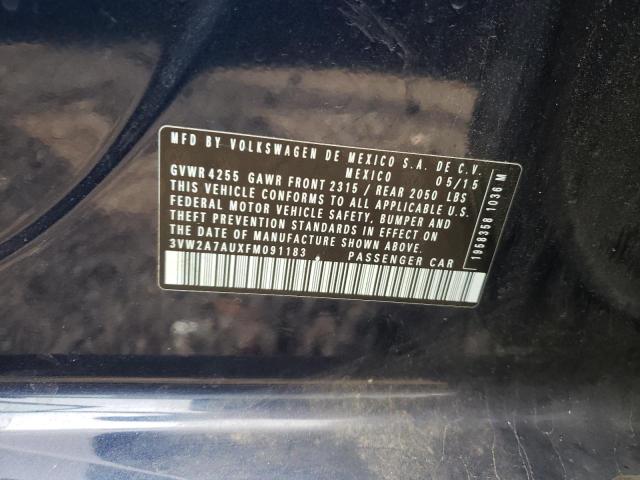 MFD BY VOLKSWAGEN DE MEXICO S.A. DE C.V.
MEXICO 05/15
GVWR 4255 GAWR FRONT 2315 / REAR 2050 LBS
THIS VEHICLE CONFORMS TO ALL APPLICABLE U.S.
FEDERAL MOTOR VEHICLE SAFETY, BUMPER AND
THEFT PREVENTION STANDARDS IN EFFECT ON
THE DATE OF MANUFACTURE SHOWN ABOVE.
3VW2A7AUXFM091183 PASSENGER CAR
1958358 1036 M